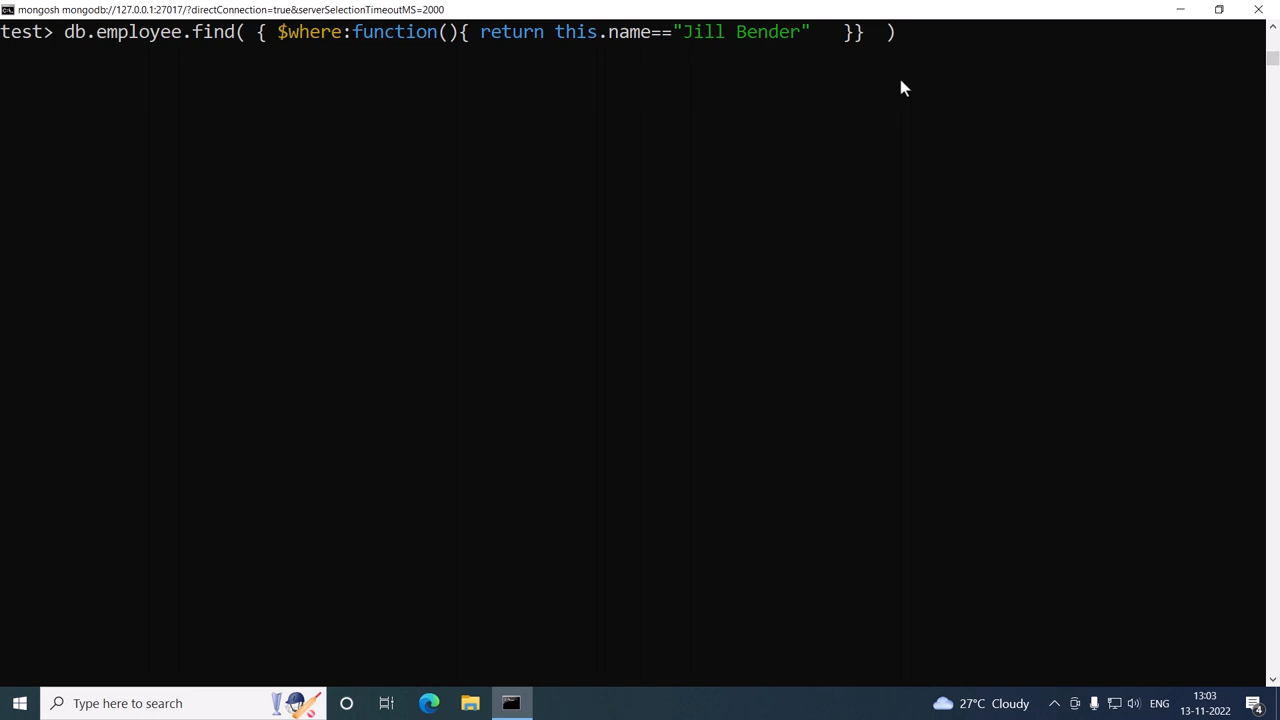 mongosh mongodb://127.0.0.1:27017/?directConnection=true&serverSelectionTimeoutMS=2000
test> db.employee.find( { $where:function(){ return this.name=="Jill Bender"   }}  )
Type here to search
27°C Cloudy
ENG
13:03
13-11-2022
4